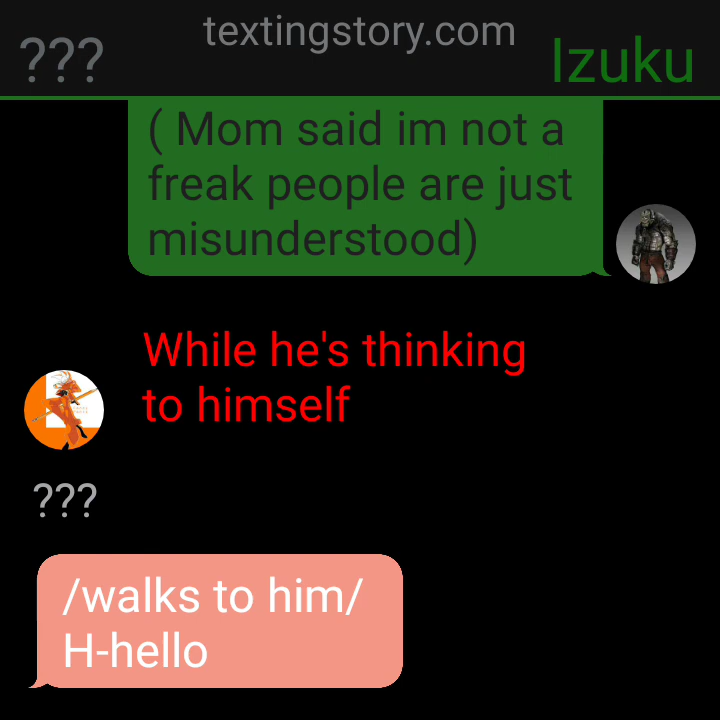 textingstory.com
??? Izuku
( Mom said im not a
freak people are just
misunderstood)
While he's thinking
to himself
???
/walks to him/
H-hello